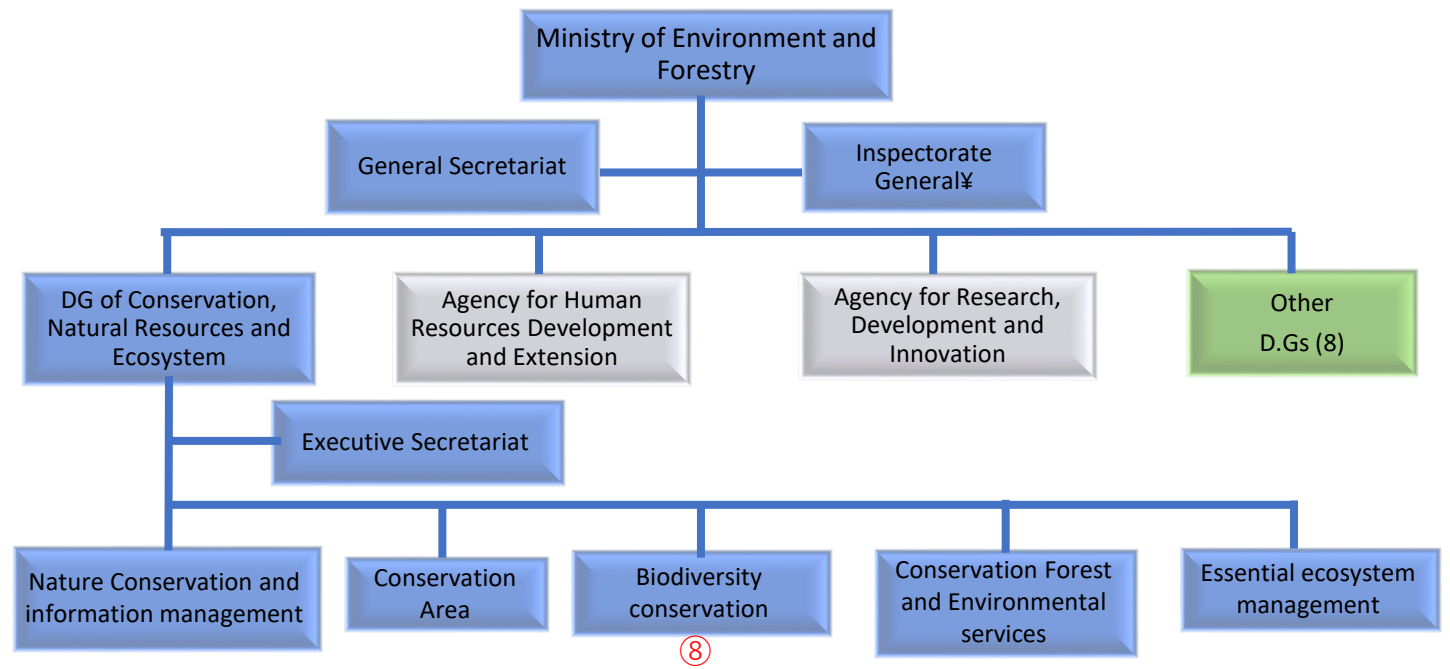 Ministry of Environment and
Forestry
General Secretariat
Inspectorate
General¥
DG of Conservation,
Natural Resources and
Ecosystem
Agency for Human
Resources Development
and Extension
Agency for Research,
Development and
Innovation
Other
D.Gs (8)
Executive Secretariat
Nature Conservation and
information management
Conservation
Area
Biodiversity
conservation
Conservation Forest
and Environmental
services
Essential ecosystem
management
⑧